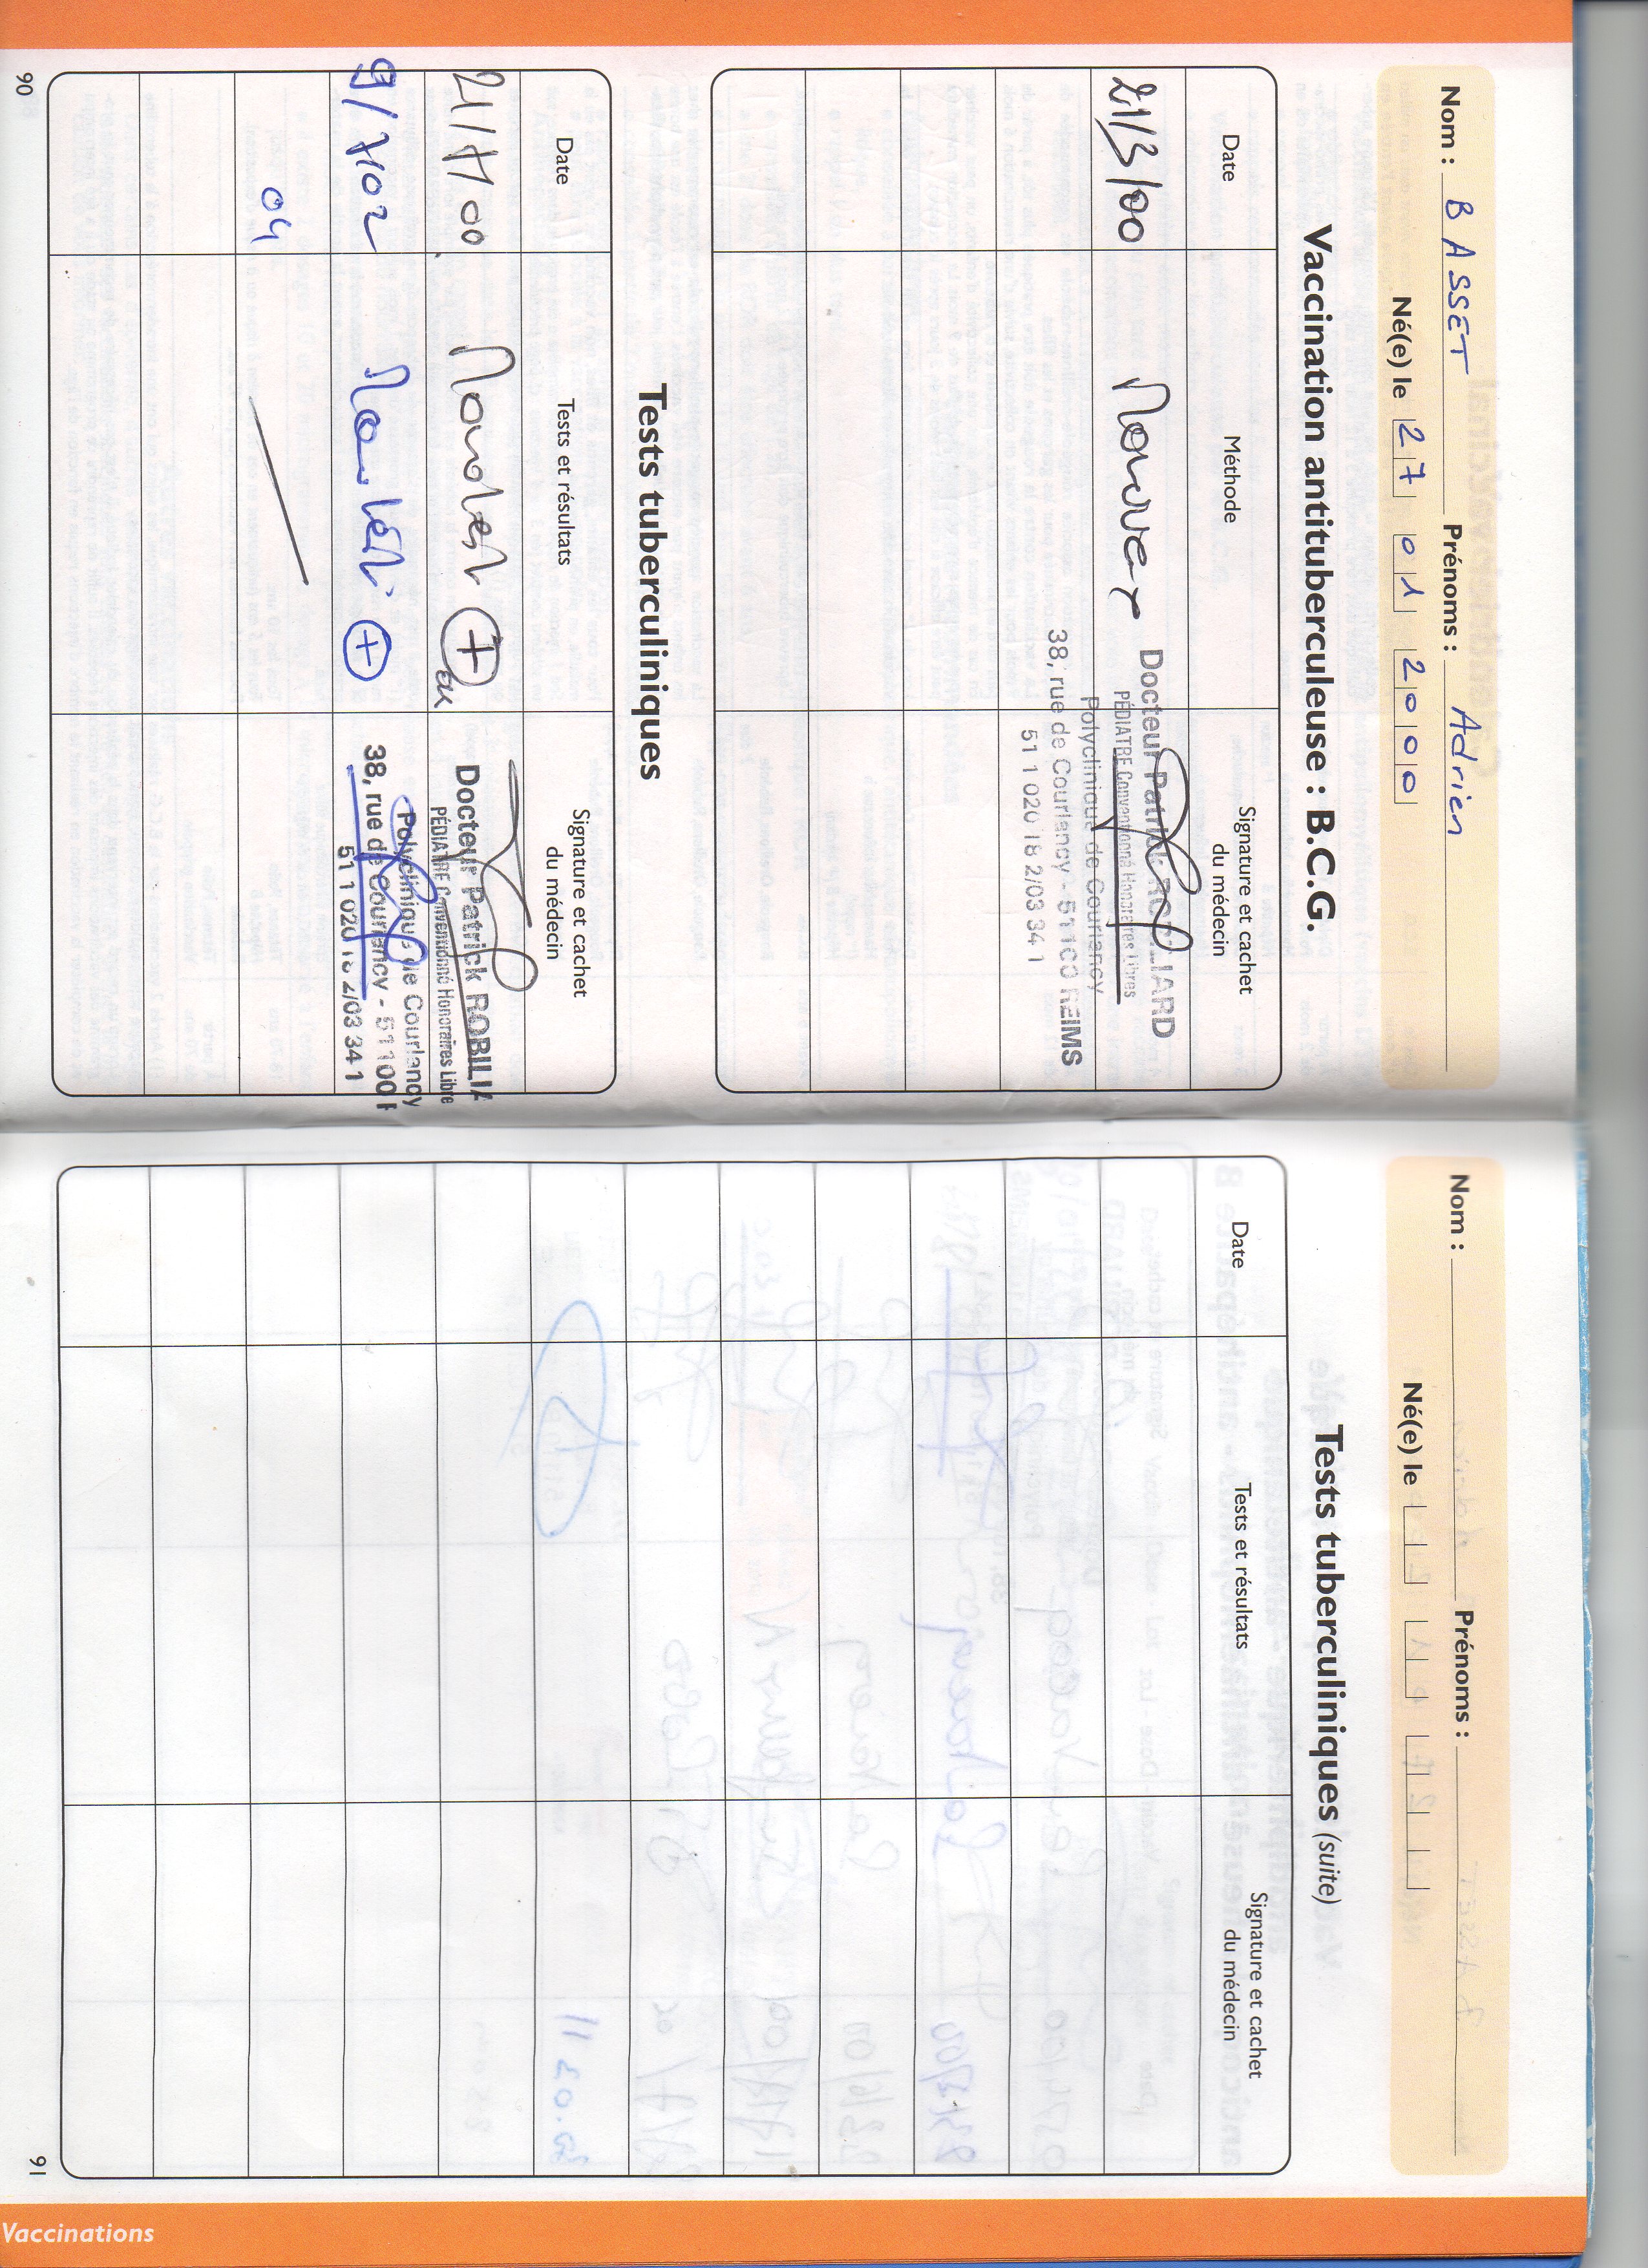 Nom : BASSET Prénoms : Adrien
Né(e) le 27 01 2000
Vaccination antituberculeuse : B.C.G.
Date Méthode Signature et cachet du médecin
21/3/00 Monovax
Docteur Patrick ROBILIARD
PÉDIATRE Conventionné Honoraires Libres
Polyclinique de Courlancy
38, rue de Courlancy - 51100 REIMS
51 1 020 18 2/03 34 1
Tests tuberculiniques
Date Tests et résultats Signature et cachet du médecin
21/7/00 Monotest +
Docteur Patrick ROBILIA
PÉDIATRE Conventionné Honoraires Libre
9/7/02 Monotest +
Polyclinique de Courlancy
38, rue de Courlancy - 51100 R
51 1 020 18 2/03 34 1
04
90
Nom : Prénoms :
Né(e) le
Tests tuberculiniques (suite)
Date Tests et résultats Signature et cachet du médecin
91
Vaccinations